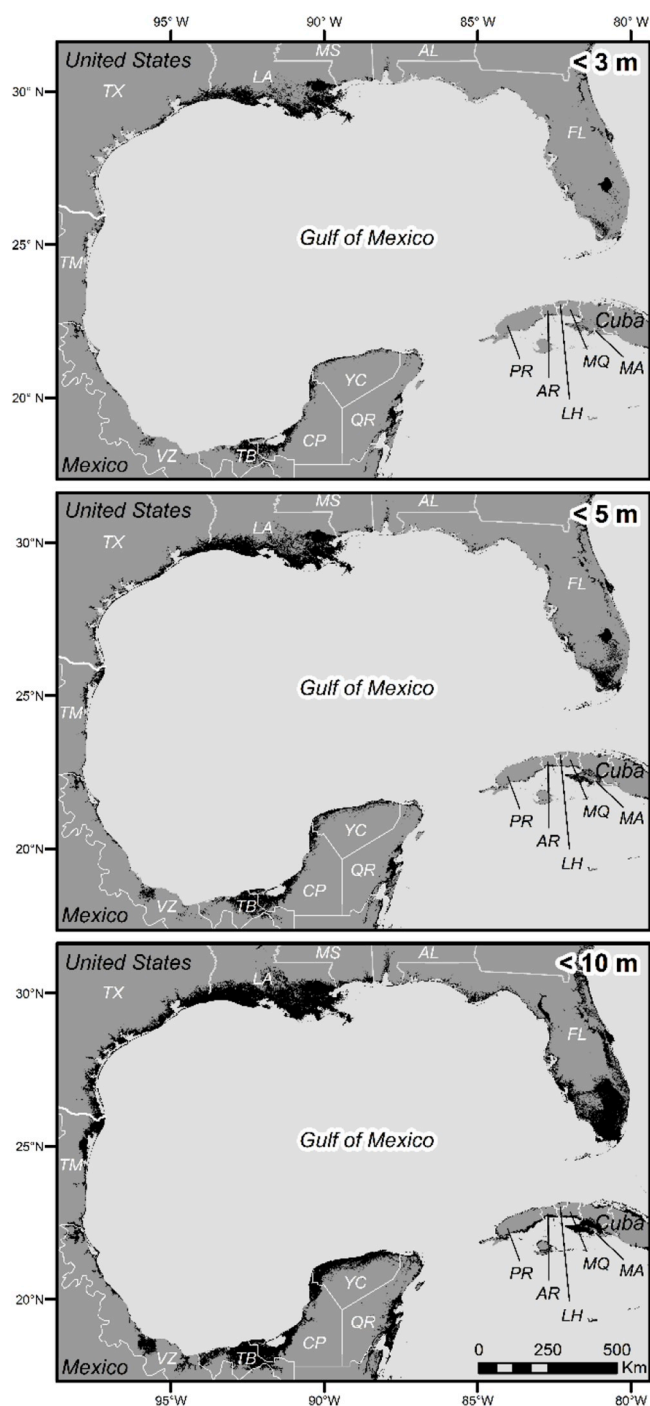 95° W 90° W 85° W 80° W
United States MS AL < 3 m
TX LA
30° N
FL
Gulf of Mexico
25° N
TM
Cuba
PR AR LH MQ MA
20° N
YC
QR
CP
VZ TB
Mexico
United States MS AL < 5 m
TX LA
30°N
FL
Gulf of Mexico
25°N
TM
Cuba
PR AR LH MQ MA
20°N
YC
QR
CP
VZ TB
Mexico
United States MS AL < 10 m
TX LA
30°N
FL
Gulf of Mexico
25°N
TM
Cuba
PR AR LH MQ MA
20°N
YC
QR
CP
VZ TB
0 250 500
Km
Mexico
95°W 90°W 85°W 80°W